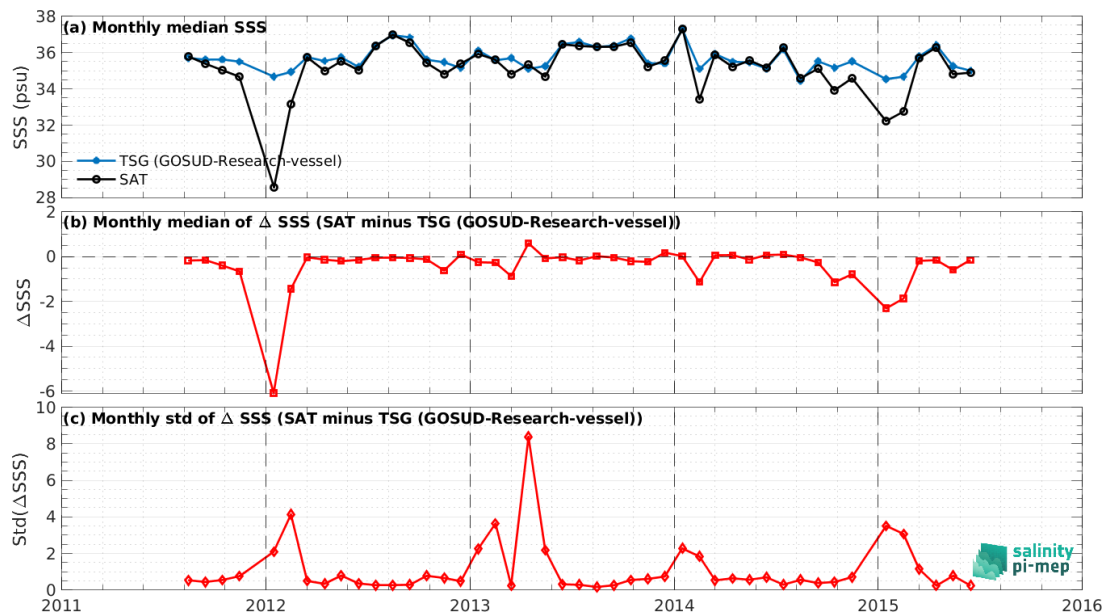 (a) Monthly median SSS
38
36
34
32
30
28
SSS (psu)
TSG (GOSUD-Research-vessel)
SAT
(b) Monthly median of Δ SSS (SAT minus TSG (GOSUD-Research-vessel))
2
0
-2
-4
-6
ΔSSS
(c) Monthly std of Δ SSS (SAT minus TSG (GOSUD-Research-vessel))
10
8
6
4
2
0
Std(ΔSSS)
salinity
pi-mep
2011 2012 2013 2014 2015 2016